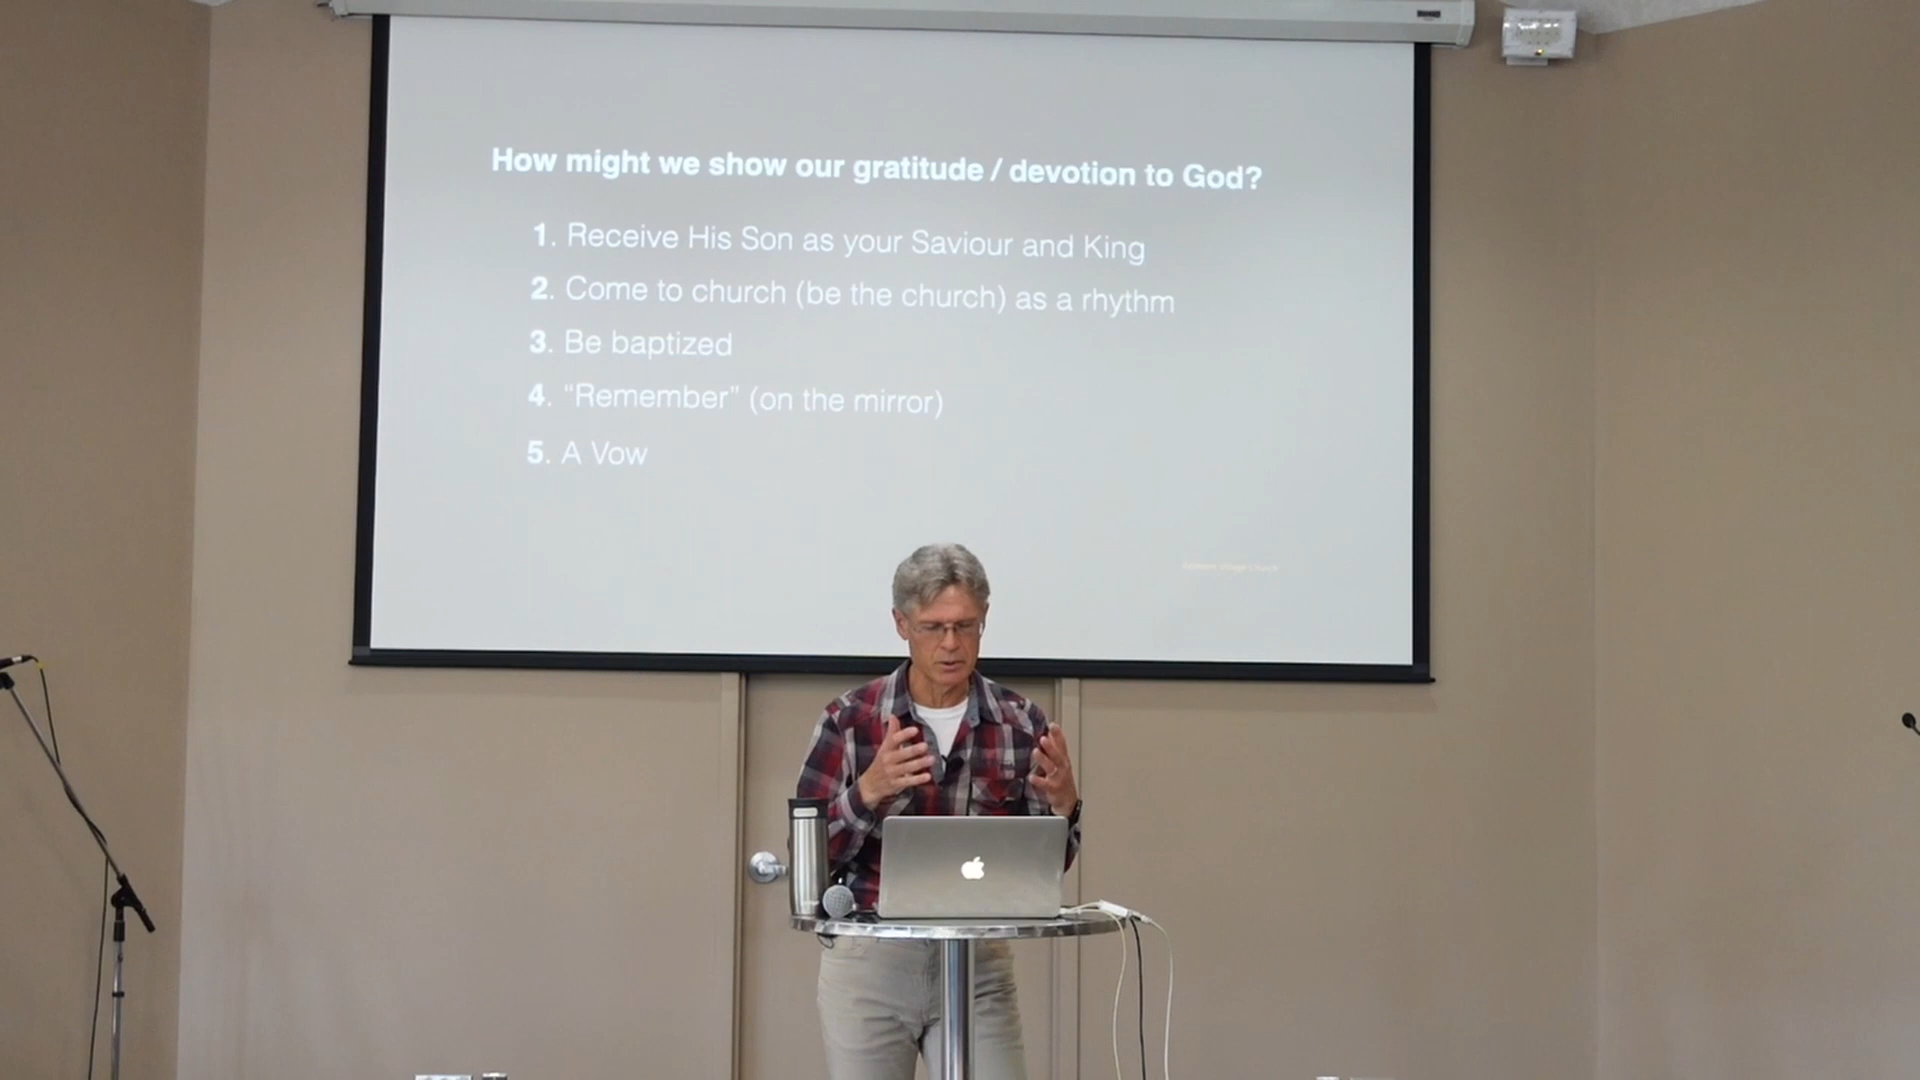 How might we show our gratitude / devotion to God?
1. Receive His Son as your Saviour and King
2. Come to church (be the church) as a rhythm
3. Be baptized
4. “Remember” (on the mirror)
5. A Vow